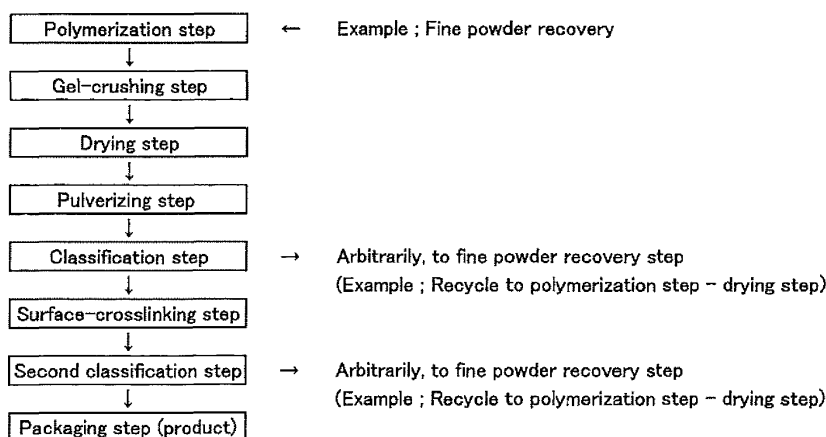 Polymerization step ← Example ; Fine powder recovery
↓
Gel-crushing step
↓
Drying step
↓
Pulverizing step
↓
Classification step → Arbitrarily, to fine powder recovery step
(Example ; Recycle to polymerization step - drying step)
↓
Surface-crosslinking step
↓
Second classification step → Arbitrarily, to fine powder recovery step
↓ (Example ; Recycle to polymerization step - drying step)
Packaging step (product)